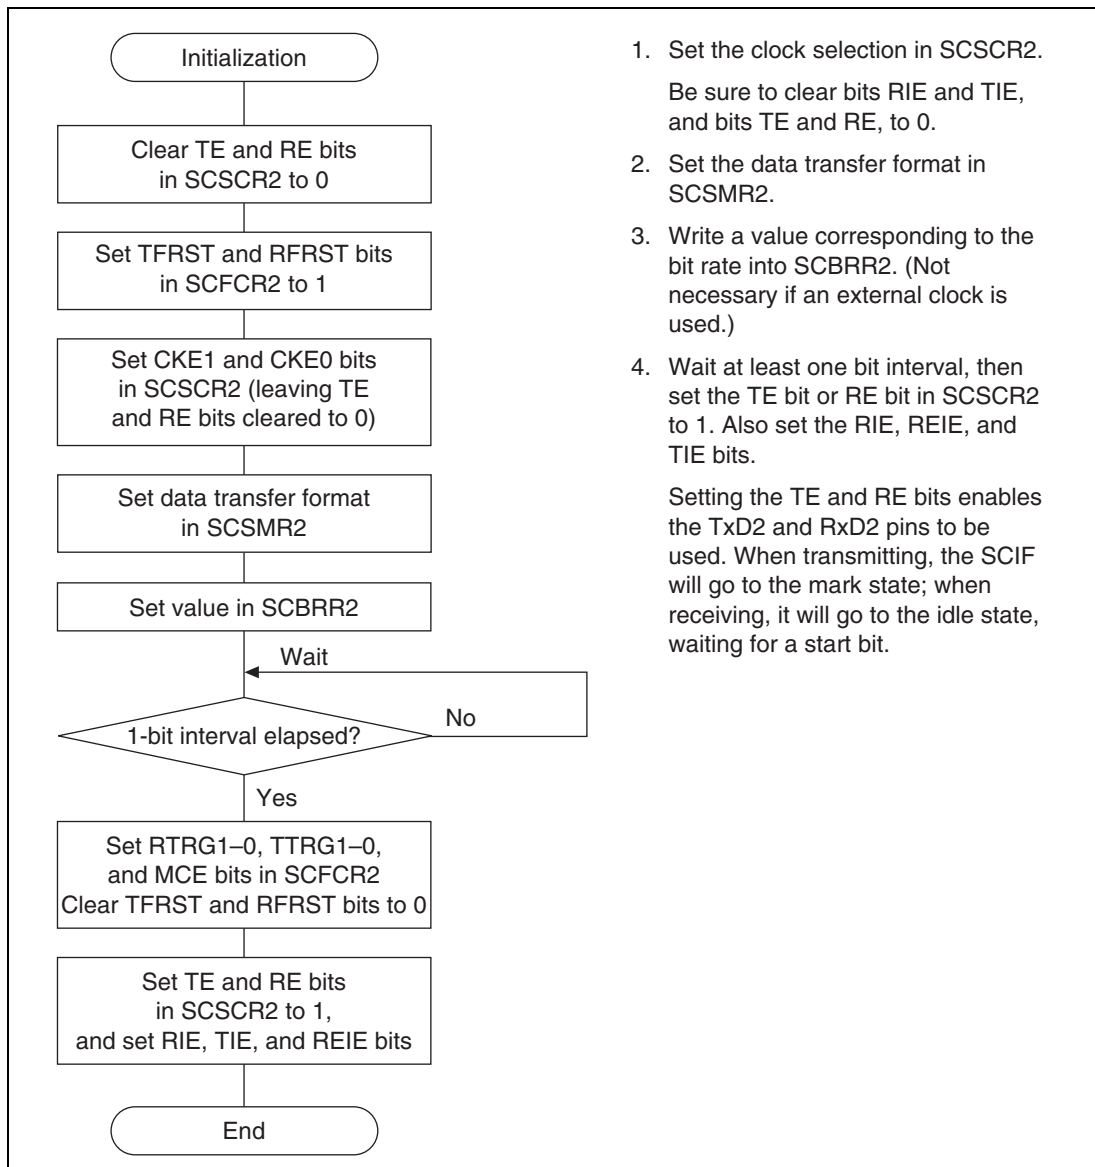 Initialization
Clear TE and RE bits
in SCSCR2 to 0
Set TFRST and RFRST bits
in SCFCR2 to 1
Set CKE1 and CKE0 bits
in SCSCR2 (leaving TE
and RE bits cleared to 0)
Set data transfer format
in SCSMR2
Set value in SCBRR2
Wait
1-bit interval elapsed?
No
Yes
Set RTRG1–0, TTRG1–0,
and MCE bits in SCFCR2
Clear TFRST and RFRST bits to 0
Set TE and RE bits
in SCSCR2 to 1,
and set RIE, TIE, and REIE bits
End
1. Set the clock selection in SCSCR2.
Be sure to clear bits RIE and TIE,
and bits TE and RE, to 0.
2. Set the data transfer format in
SCSMR2.
3. Write a value corresponding to the
bit rate into SCBRR2. (Not
necessary if an external clock is
used.)
4. Wait at least one bit interval, then
set the TE bit or RE bit in SCSCR2
to 1. Also set the RIE, REIE, and
TIE bits.
Setting the TE and RE bits enables
the TxD2 and RxD2 pins to be
used. When transmitting, the SCIF
will go to the mark state; when
receiving, it will go to the idle state,
waiting for a start bit.